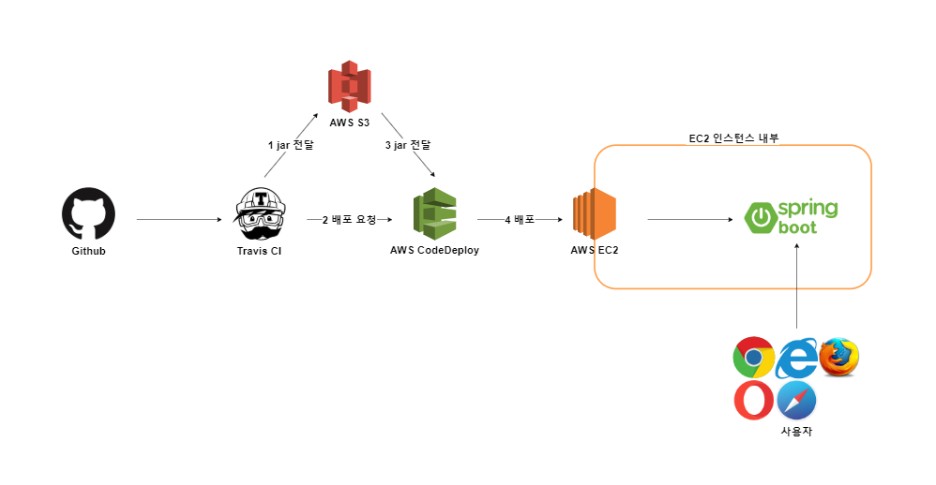 AWS S3
1 jar 전달
3 jar 전달
EC2 인스턴스 내부
Github
T
Travis CI
2 배포 요청
AWS CodeDeploy
4 배포
AWS EC2
spring
boot
사용자